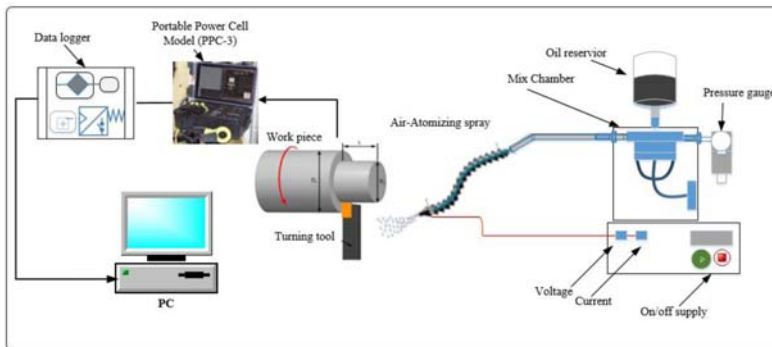 Portable Power Cell
Model (PPC-3)
Data logger
Oil reservior
Mix Chamber
Pressure gauge
Air-Atomizing spray
Work piece
Turning tool
PC
Voltage
Current
On/off supply